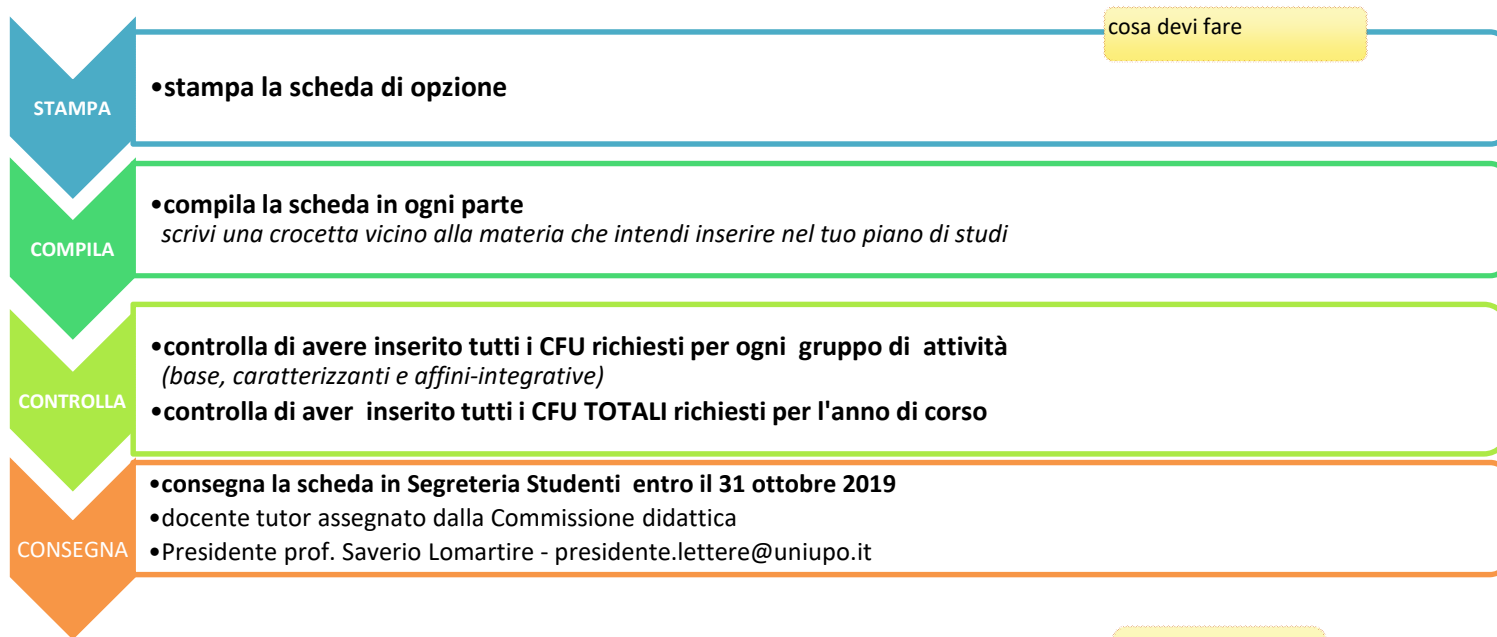 cosa devi fare
STAMPA
•stampa la scheda di opzione
COMPILA
•compila la scheda in ogni parte
scrivi una crocetta vicino alla materia che intendi inserire nel tuo piano di studi
CONTROLLA
•controlla di avere inserito tutti i CFU richiesti per ogni gruppo di attività
(base, caratterizzanti e affini-integrative)
•controlla di aver inserito tutti i CFU TOTALI richiesti per l'anno di corso
CONSEGNA
•consegna la scheda in Segreteria Studenti entro il 31 ottobre 2019
•docente tutor assegnato dalla Commissione didattica
•Presidente prof. Saverio Lomartire - presidente.lettere@uniupo.it